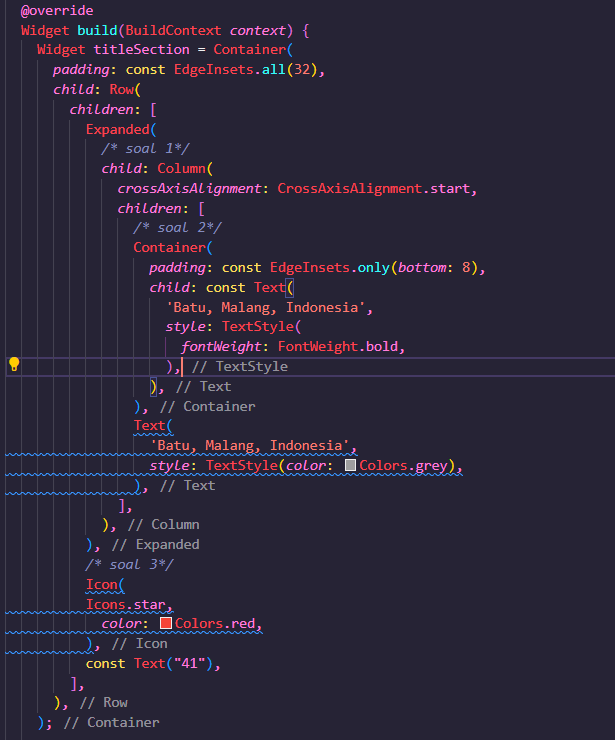 @override
Widget build(BuildContext context) {
  Widget titleSection = Container(
    padding: const EdgeInsets.all(32),
    child: Row(
      children: [
        Expanded(
          /* soal 1*/
          child: Column(
            crossAxisAlignment: CrossAxisAlignment.start,
            children: [
              /* soal 2*/
              Container(
                padding: const EdgeInsets.only(bottom: 8),
                child: const Text(
                  'Batu, Malang, Indonesia',
                  style: TextStyle(
                    fontWeight: FontWeight.bold,
                  ), // TextStyle
                ), // Text
              ), // Container
              Text(
                'Batu, Malang, Indonesia',
                style: TextStyle(color: Colors.grey),
              ), // Text
            ],
          ), // Column
        ), // Expanded
        /* soal 3*/
        Icon(
        Icons.star,
          color: Colors.red,
        ), // Icon
        const Text("41"),
      ],
    ), // Row
  ); // Container